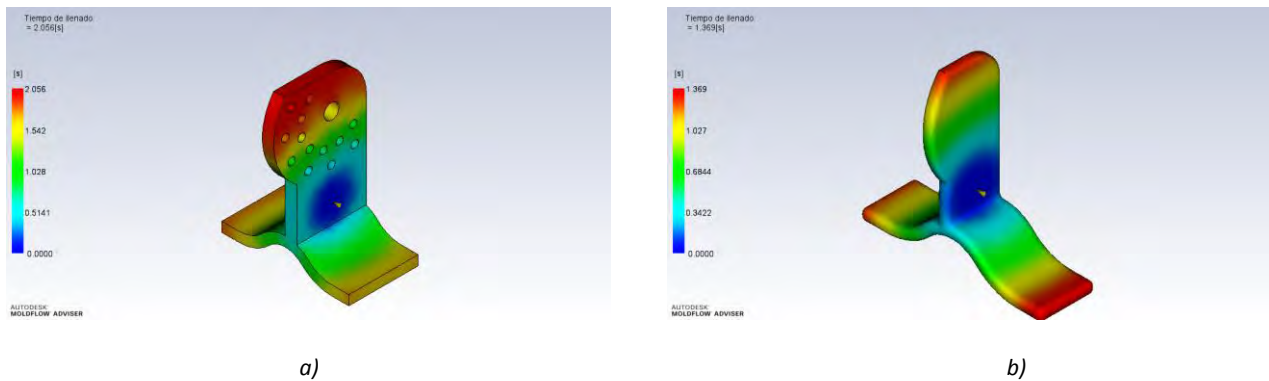 Tiempo de llenado
= 2.056[s]
[s]
2.056
1.542
1.028
0.5141
0.0000
AUTODESK
MOLDFLOW ADVISER
a)
Tiempo de llenado
= 1.369[s]
[s]
1.369
1.027
0.6844
0.3422
0.0000
AUTODESK
MOLDFLOW ADVISER
b)